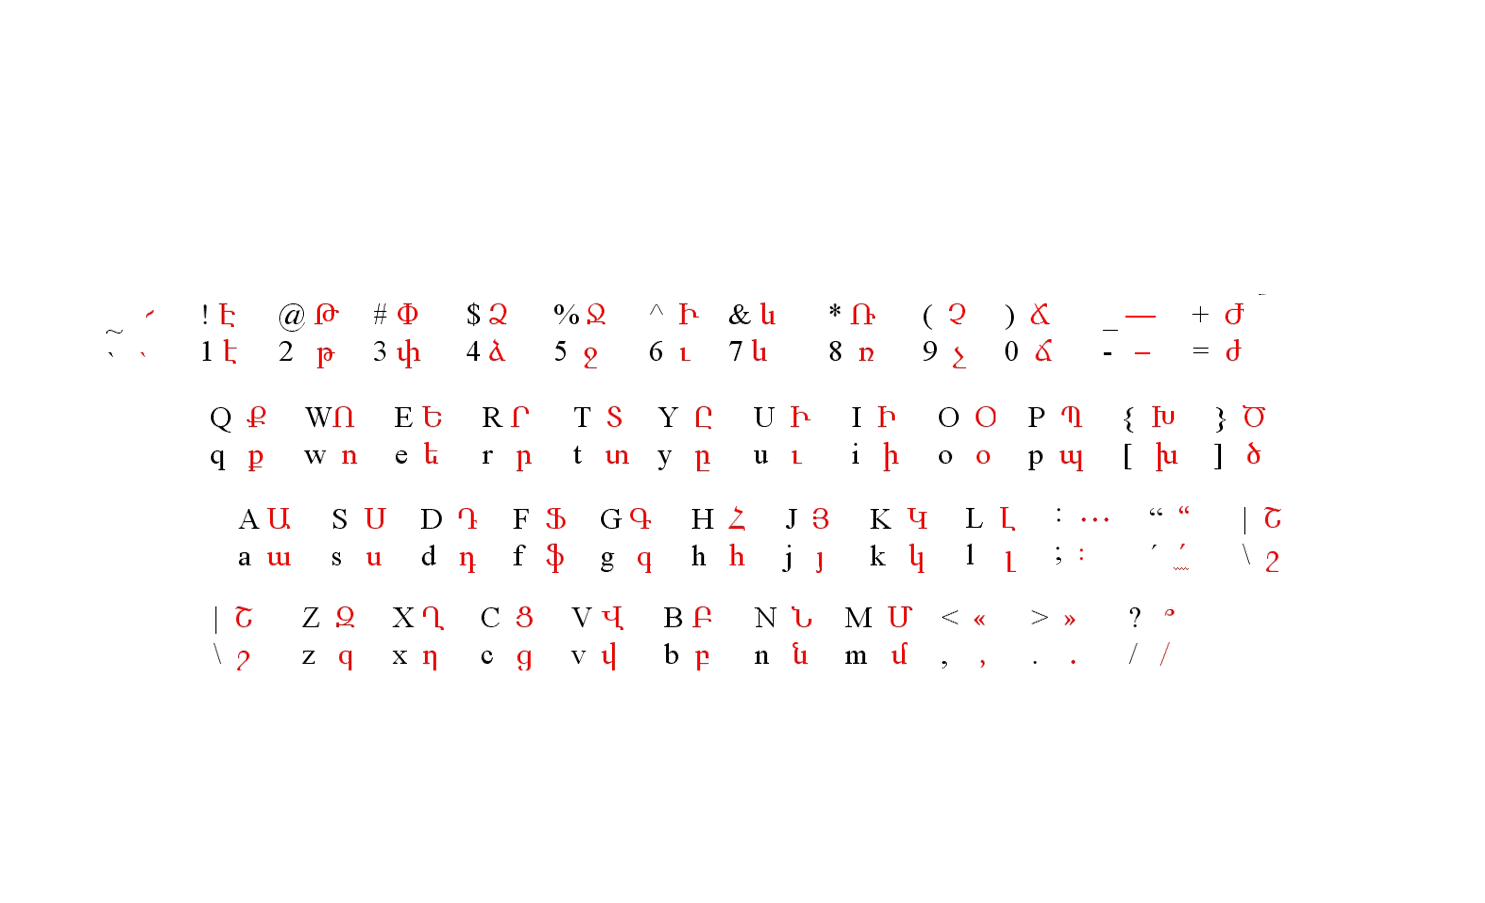 ~ ՛ ! Է @ Թ # Փ $ Ձ % Ջ ^ Ւ & և * Ռ ( Չ ) Ճ _ — + Ժ
` ՝ 1 է 2 թ 3 փ 4 ձ 5 ջ 6 ւ 7 և 8 ռ 9 չ 0 ճ - – = ժ
Q Ք W Ո E Ե R Ր T Տ Y Ը U Ւ I Ի O Օ P Պ { Խ } Ծ
q ք w ո e ե r ր t տ y ը u ւ i ի o օ p պ [ խ ] ծ
A Ա S Ս D Դ F Ֆ G Գ H Հ J Յ K Կ L Լ : … “ “ | Շ
a ա s ս d դ f ֆ g գ h հ j յ k կ l լ ; ։ ´ ՛ \ շ
| Շ Z Զ X Ղ C Ց V Վ B Բ N Ն M Մ < « > » ? ՞
\ շ z զ x ղ c ց v վ b բ n ն m մ , , . . / /